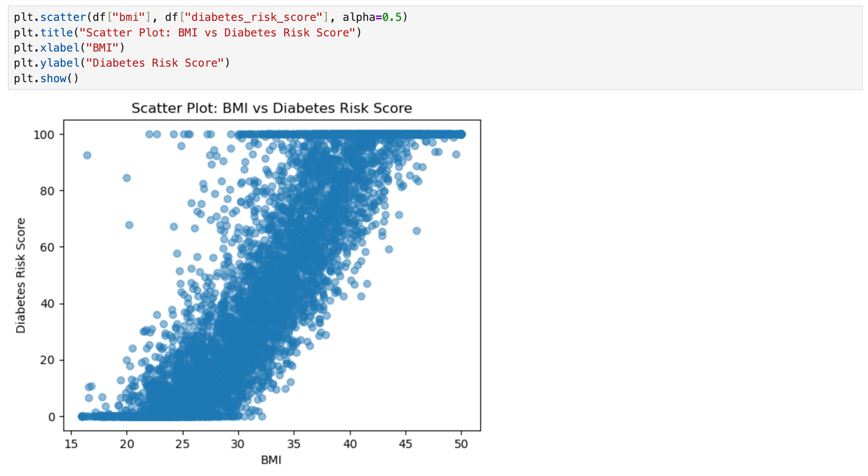 plt.scatter(df["bmi"], df["diabetes_risk_score"], alpha=0.5)
plt.title("Scatter Plot: BMI vs Diabetes Risk Score")
plt.xlabel("BMI")
plt.ylabel("Diabetes Risk Score")
plt.show()
Scatter Plot: BMI vs Diabetes Risk Score
100
80
60
40
20
0
Diabetes Risk Score
15 20 25 30 35 40 45 50
BMI